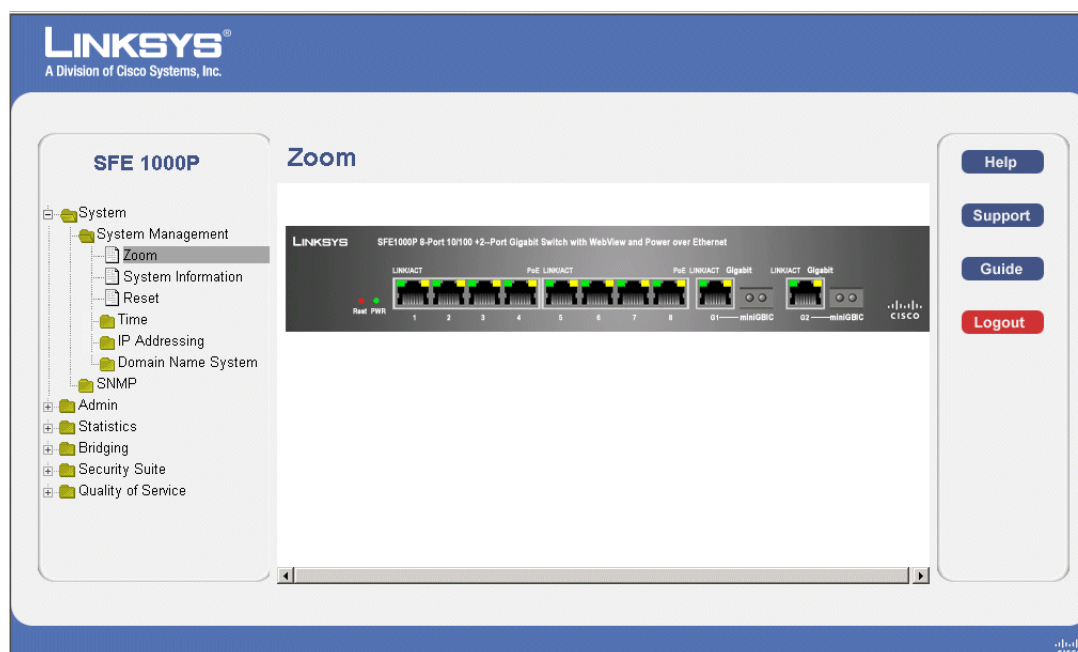 LINKSYS®
A Division of Cisco Systems, Inc.
SFE 1000P
System
System Management
Zoom
System Information
Reset
Time
IP Addressing
Domain Name System
SNMP
Admin
Statistics
Bridging
Security Suite
Quality of Service
Zoom
LINKSYS SFE1000P 8-Port 10/100 +2--Port Gigabit Switch with WebView and Power over Ethernet
LINK/ACT PoE LINK/ACT PoE LINK/ACT Gigabit LINK/ACT Gigabit
Rset PWR 1 2 3 4 5 6 7 8 G1 miniGBIC G2 miniGBIC CISCO
Help
Support
Guide
Logout